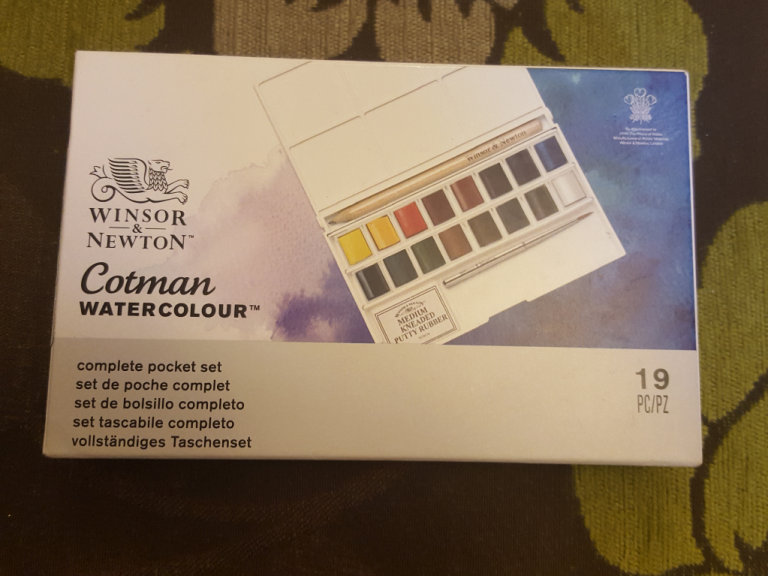 WINSOR
&
NEWTON™
Cotman
WATERCOLOUR™
complete pocket set
set de poche complet
set de bolsillo completo
set tascabile completo
vollständiges Taschenset
19
PC/PZ
WINSOR & NEWTON
MEDIUM
KNEADED
PUTTY RUBBER